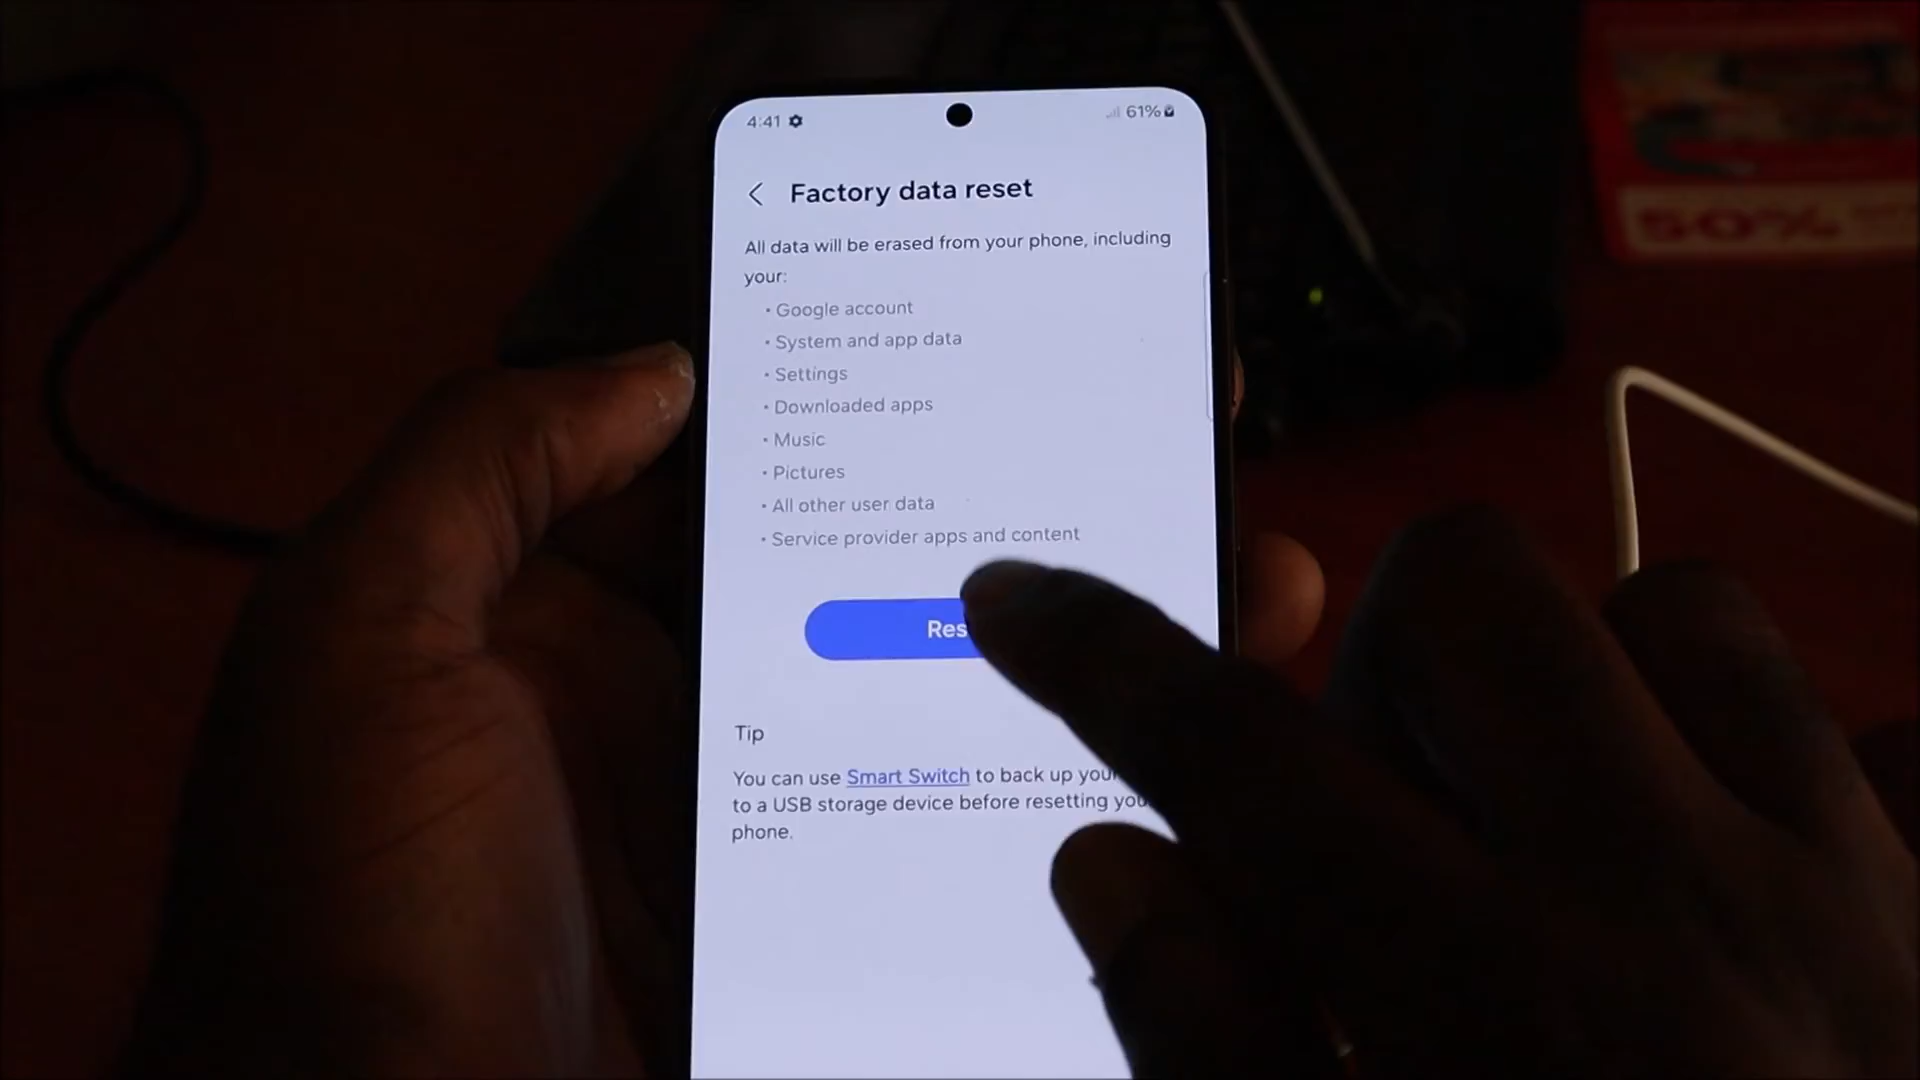 4:41
61%
Factory data reset
All data will be erased from your phone, including
your:
• Google account
• System and app data
• Settings
• Downloaded apps
• Music
• Pictures
• All other user data
• Service provider apps and content
Res
Tip
You can use Smart Switch to back up your
to a USB storage device before resetting you
phone.
50%